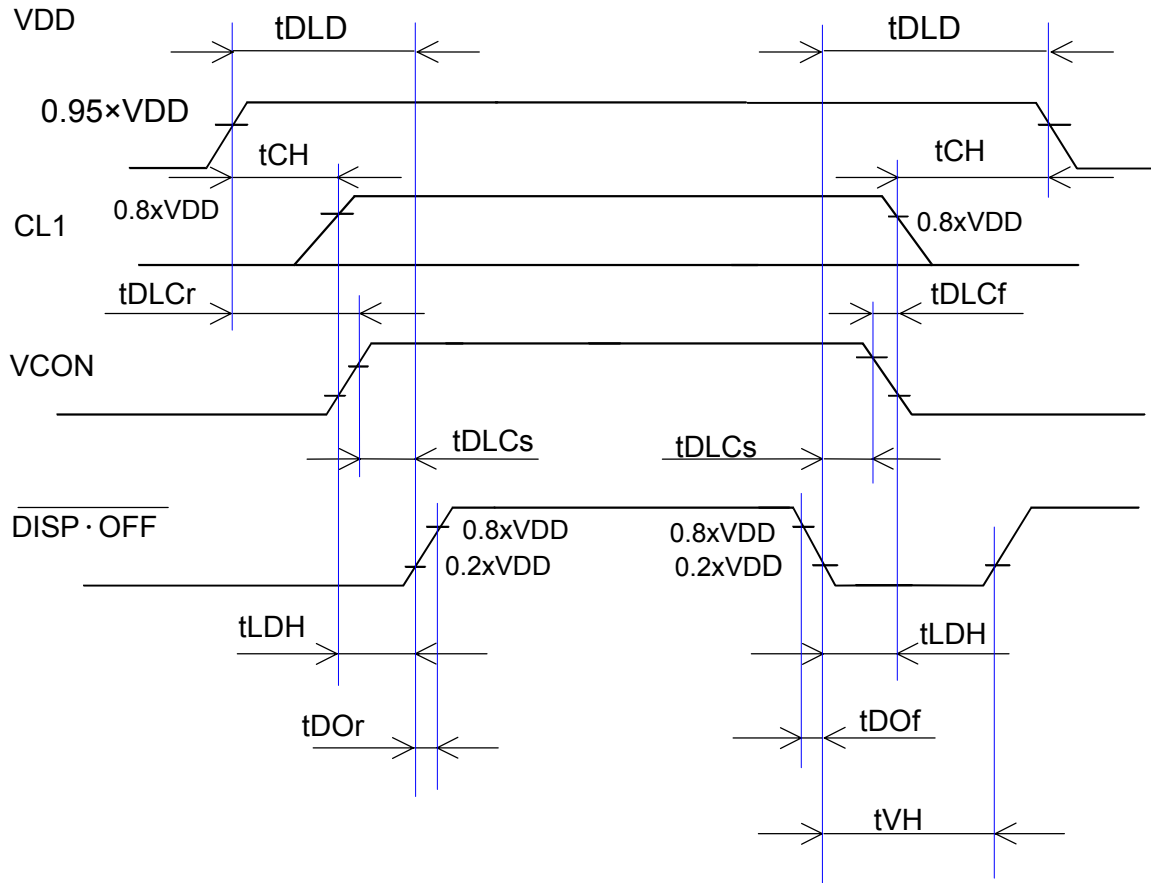 VDD
tDLD
tDLD
0.95×VDD
tCH
tCH
0.8xVDD
0.8xVDD
CL1
tDLCr
tDLCf
VCON
tDLCs
tDLCs
DISP·OFF
0.8xVDD
0.8xVDD
0.2xVDD
0.2xVDD
tLDH
tLDH
tDOr
tDOf
tVH